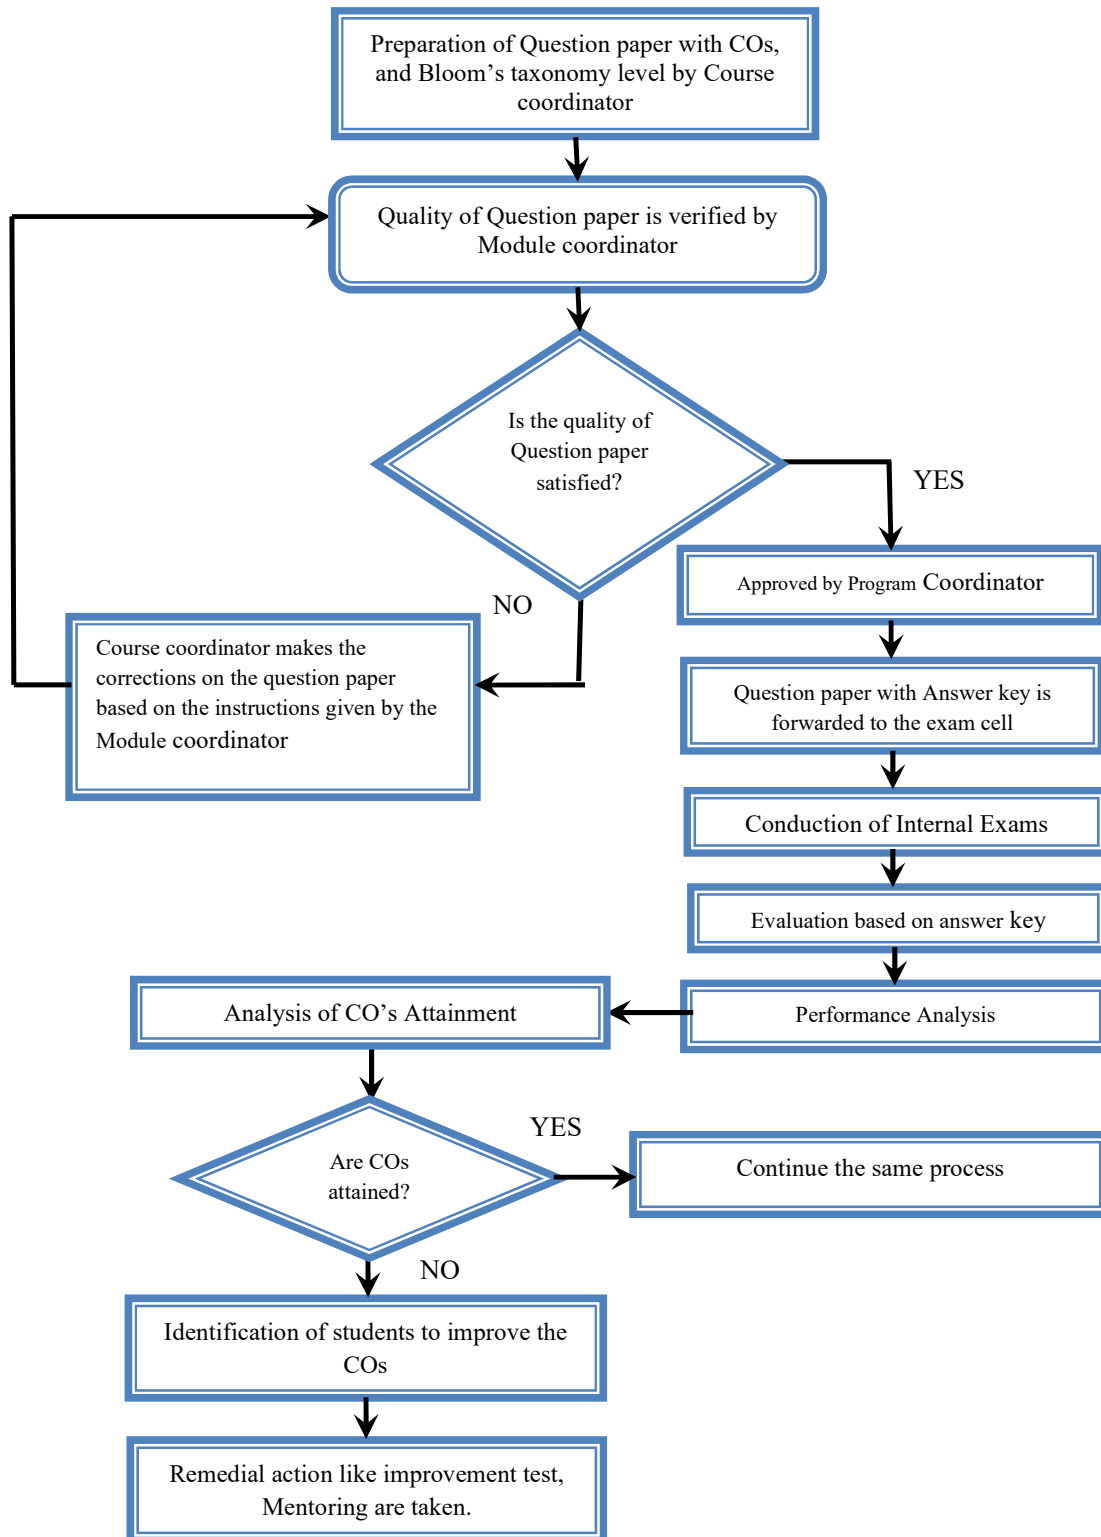 Preparation of Question paper with COs,
and Bloom’s taxonomy level by Course
coordinator
Quality of Question paper is verified by
Module coordinator
Is the quality of
Question paper
satisfied?
YES
Approved by Program Coordinator
NO
Course coordinator makes the
corrections on the question paper
based on the instructions given by the
Module coordinator
Question paper with Answer key is
forwarded to the exam cell
Conduction of Internal Exams
Evaluation based on answer key
Performance Analysis
Analysis of CO’s Attainment
Are COs
attained?
YES
Continue the same process
NO
Identification of students to improve the
COs
Remedial action like improvement test,
Mentoring are taken.